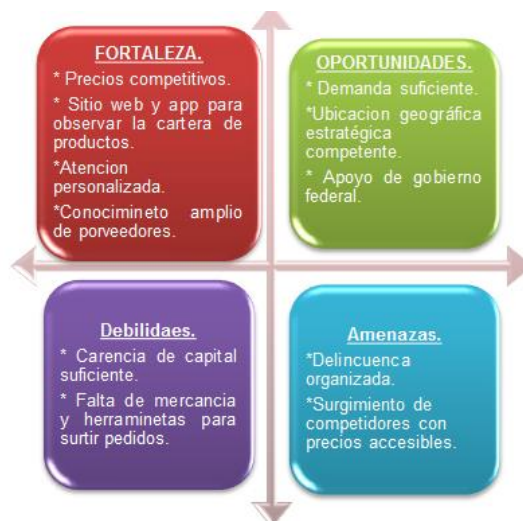 FORTALEZA.
* Precios competitivos.
* Sitio web y app para
observar la cartera de
productos.
*Atencion
personalizada.
*Conocimineto amplio
de porveedores.
OPORTUNIDADES.
* Demanda suficiente.
*Ubicacion geográfica
estratégica
competente.
* Apoyo de gobierno
federal.
Debilidaes.
* Carencia de capital
suficiente.
* Falta de mercancia
y herraminetas para
surtir pedidos.
Amenazas.
*Delincuenca
organizada.
*Surgimiento de
competidores con
precios accesibles.